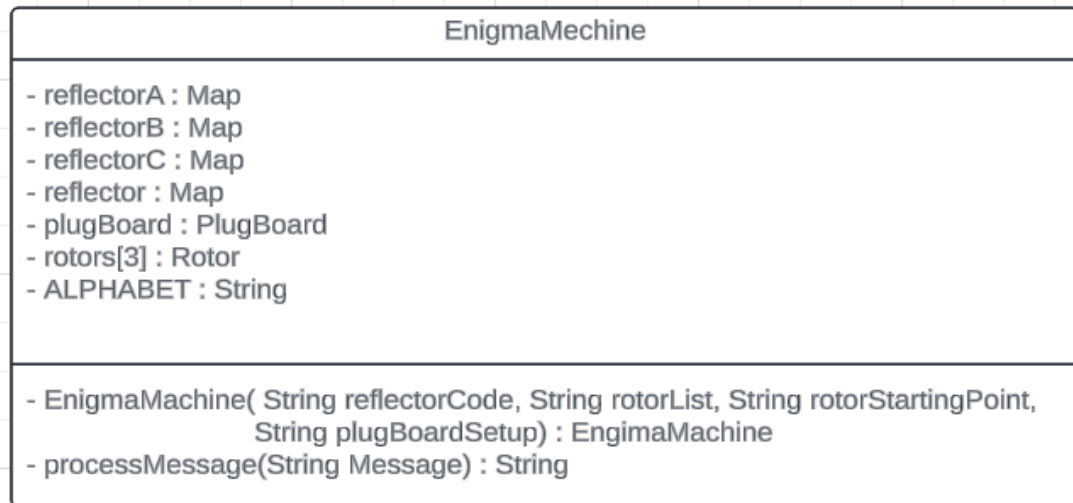 EnigmaMechine
- reflectorA : Map
- reflectorB : Map
- reflectorC : Map
- reflector : Map
- plugBoard : PlugBoard
- rotors[3] : Rotor
- ALPHABET : String
- EnigmaMachine( String reflectorCode, String rotorList, String rotorStartingPoint,
String plugBoardSetup) : EngimaMachine
- processMessage(String Message) : String